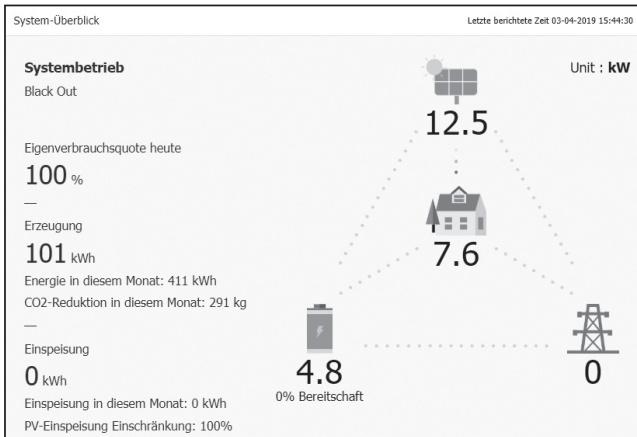 System-Überblick
Letzte berichtete Zeit 03-04-2019 15:44:30
Systembetrieb
Black Out
Unit : kW
12.5
Eigenverbrauchsquote heute
100 %
—
Erzeugung
101 kWh
Energie in diesem Monat: 411 kWh
CO2-Reduktion in diesem Monat: 291 kg
—
7.6
Einspeisung
0 kWh
Einspeisung in diesem Monat: 0 kWh
PV-Einspeisung Einschränkung: 100%
4.8
0% Bereitschaft
0